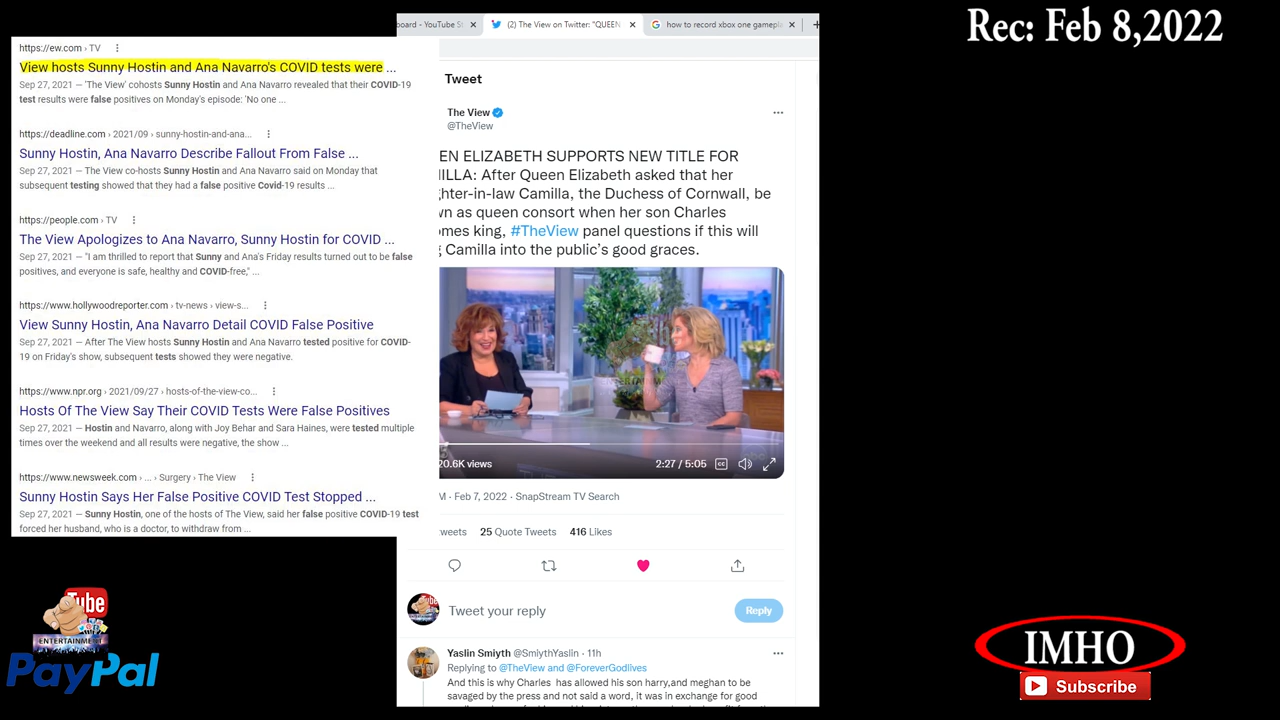 Rec: Feb 8,2022
board - YouTube St
(2) The View on Twitter: "QUEEN
how to record xbox one gamepla
https://ew.com › TV
View hosts Sunny Hostin and Ana Navarro's COVID tests were ...
Sep 27, 2021 — 'The View' cohosts Sunny Hostin and Ana Navarro revealed that their COVID-19
test results were false positives on Monday's episode: 'No one ...
https://deadline.com › 2021/09 › sunny-hostin-and-ana...
Sunny Hostin, Ana Navarro Describe Fallout From False ...
Sep 27, 2021 — The View co-hosts Sunny Hostin and Ana Navarro said on Monday that
subsequent testing showed that they had a false positive Covid-19 results ...
https://people.com › TV
The View Apologizes to Ana Navarro, Sunny Hostin for COVID ...
Sep 27, 2021 — "I am thrilled to report that Sunny and Ana's Friday results turned out to be false
positives, and everyone is safe, healthy and COVID-free," ...
https://www.hollywoodreporter.com › tv-news › view-s...
View Sunny Hostin, Ana Navarro Detail COVID False Positive
Sep 27, 2021 — After The View hosts Sunny Hostin and Ana Navarro tested positive for COVID-
19 on Friday's show, subsequent tests showed they were negative.
https://www.npr.org › 2021/09/27 › hosts-of-the-view-co...
Hosts Of The View Say Their COVID Tests Were False Positives
Sep 27, 2021 — Hostin and Navarro, along with Joy Behar and Sara Haines, were tested multiple
times over the weekend and all results were negative, the show ...
https://www.newsweek.com › ... › Surgery › The View
Sunny Hostin Says Her False Positive COVID Test Stopped ...
Sep 27, 2021 — Sunny Hostin, one of the hosts of The View, said her false positive COVID-19 test
forced her husband, who is a doctor, to withdraw from ...
Tweet
The View
@TheView
EN ELIZABETH SUPPORTS NEW TITLE FOR
ILLA: After Queen Elizabeth asked that her
ghter-in-law Camilla, the Duchess of Cornwall, be
wn as queen consort when her son Charles
omes king, #TheView panel questions if this will
g Camilla into the public's good graces.
20.6K views
2:27 / 5:05
M · Feb 7, 2022 · SnapStream TV Search
weets 25 Quote Tweets 416 Likes
Tweet your reply
Reply
Yaslin Smiyth @SmlythYaslin · 11h
Replying to @TheView and @ForeverGodlives
And this is why Charles has allowed his son harry,and meghan to be
savaged by the press and not said a word, it was in exchange for good
Tube
ENTERTAINMENT
PayPal
IMHO
Subscribe